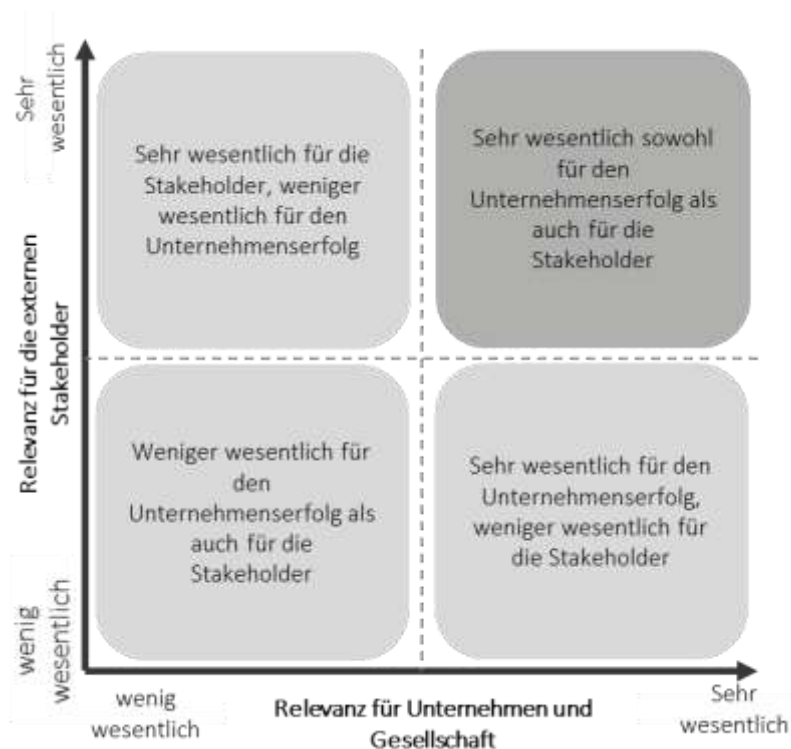 Sehr
wesentlich
Relevanz für die externen
Stakeholder
wenig
wesentlich
Sehr wesentlich für die
Stakeholder, weniger
wesentlich für den
Unternehmenserfolg
Sehr wesentlich sowohl
für den
Unternehmenserfolg als
auch für die
Stakeholder
Weniger wesentlich für
den
Unternehmenserfolg als
auch für die
Stakeholder
Sehr wesentlich für den
Unternehmenserfolg,
weniger wesentlich für
die Stakeholder
wenig
wesentlich
Relevanz für Unternehmen und
Gesellschaft
Sehr
wesentlich